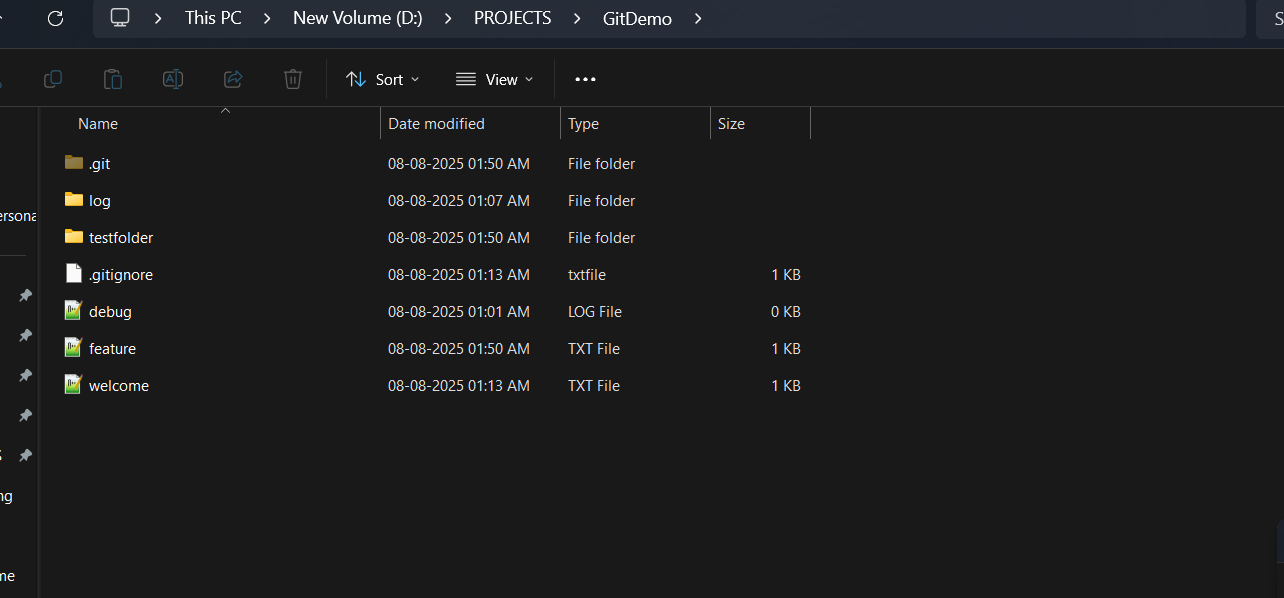 This PC > New Volume (D:) > PROJECTS > GitDemo > S
Sort View ...
Name Date modified Type Size
.git 08-08-2025 01:50 AM File folder
log 08-08-2025 01:07 AM File folder
ersona
testfolder 08-08-2025 01:50 AM File folder
.gitignore 08-08-2025 01:13 AM txtfile 1 KB
debug 08-08-2025 01:01 AM LOG File 0 KB
feature 08-08-2025 01:50 AM TXT File 1 KB
welcome 08-08-2025 01:13 AM TXT File 1 KB
S
ng
me